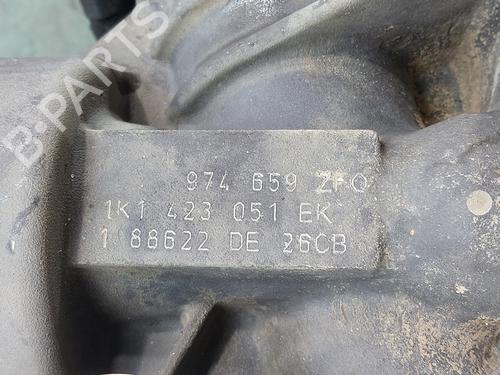 B-PARTS
974 659 ZFO
1K1 423 051 EK
1 88622 DE 26CB